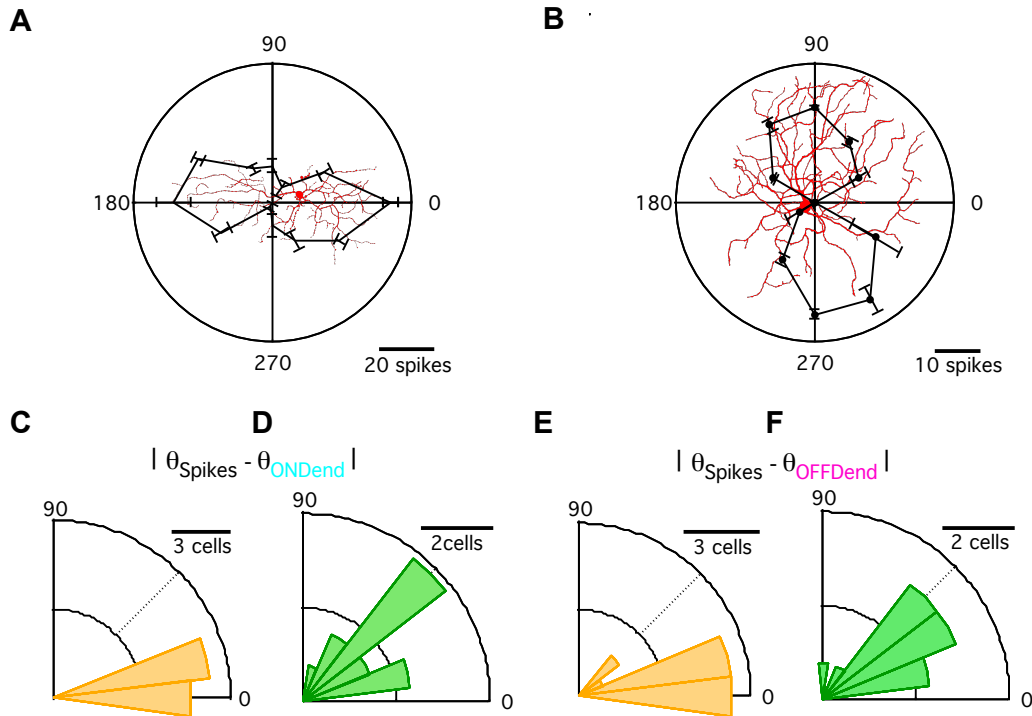 A
B
90
90
180
0
180
0
270
20 spikes
270
10 spikes
C
D
E
F
| θSpikes - θONDend |
| θSpikes - θOFFDend |
90
3 cells
90
2cells
3 cells
90
2 cells
0
0
0
0